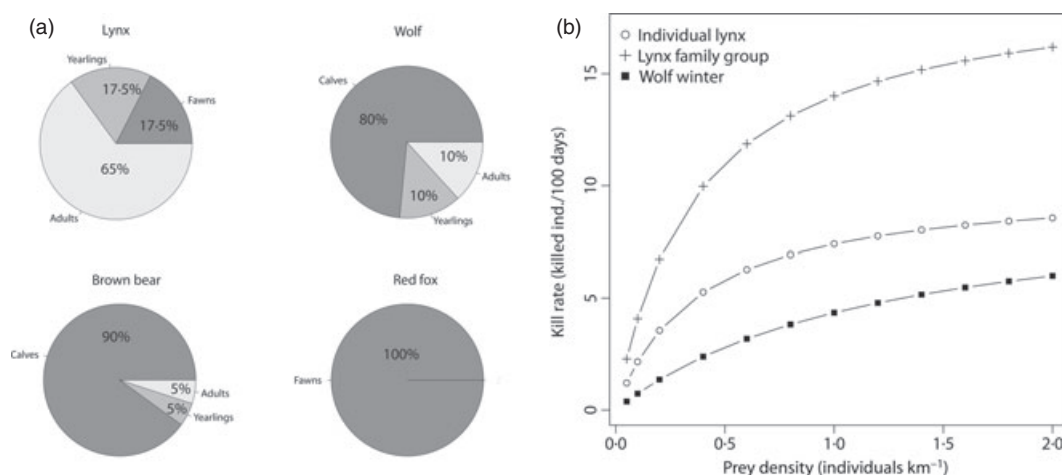 (a)
Lynx
Yearlings
17·5%
Fawns
17·5%
65%
Adults
Wolf
Calves
80%
10%
Adults
10%
Yearlings
Brown bear
90%
Calves
5%
Adults
5%
Yearlings
Red fox
100%
Fawns
(b)
Individual lynx
Lynx family group
Wolf winter
Kill rate (killed ind./100 days)
15
10
5
0
0·0 0·5 1·0 1·5 2·0
Prey density (individuals km⁻¹)